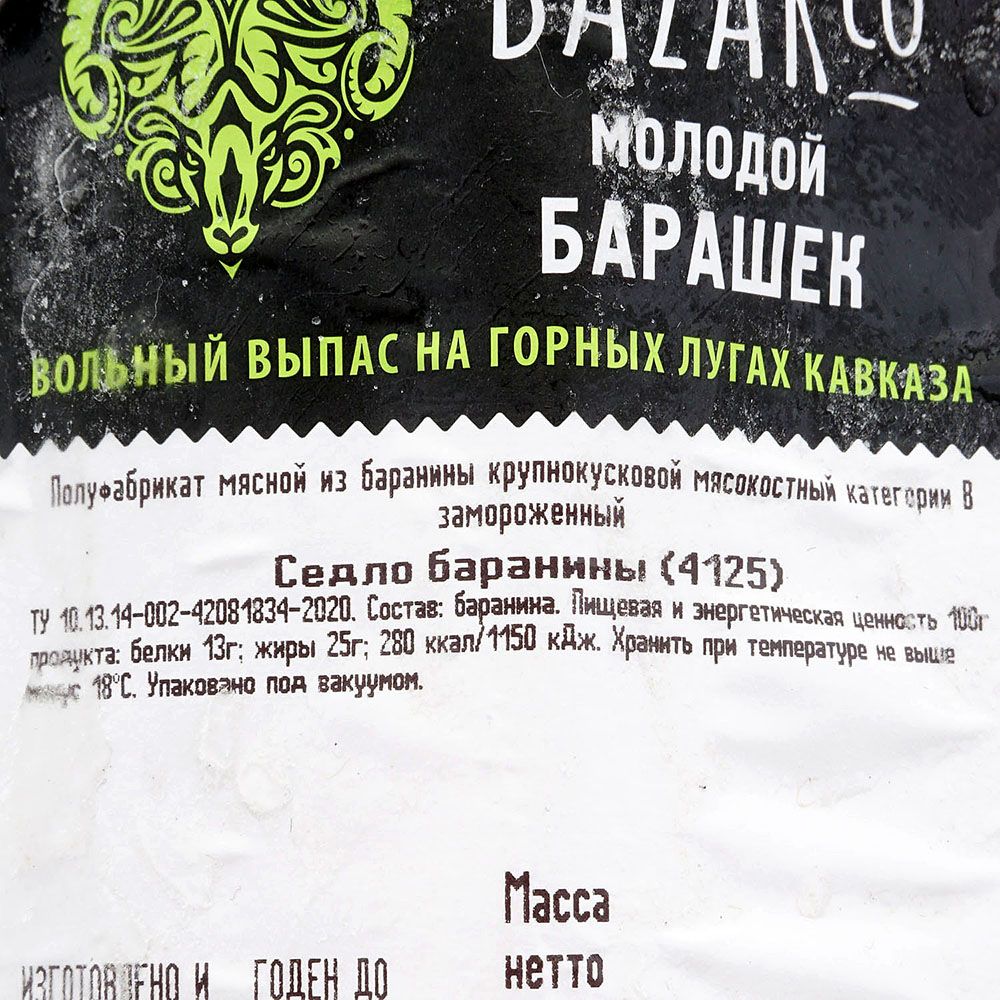 BAZARCO
МОЛОДОЙ
БАРАШЕК
ВОЛЬНЫЙ ВЫПАС НА ГОРНЫХ ЛУГАХ КАВКАЗА
Полуфабрикат мясной из баранины крупнокусковой мясокостный категории В
замороженный
Седло баранины (4125)
ТУ 10.13.14-002-42081834-2020. Состав: баранина. Пищевая и энергетическая ценность 100г
продукта: белки 13г; жиры 25г; 280 ккал/1150 кДж. Хранить при температуре не выше
минус 18°С. Упаковано под вакуумом.
Масса
нетто
ИЗГОТОВЛЕНО И ГОДЕН ДО